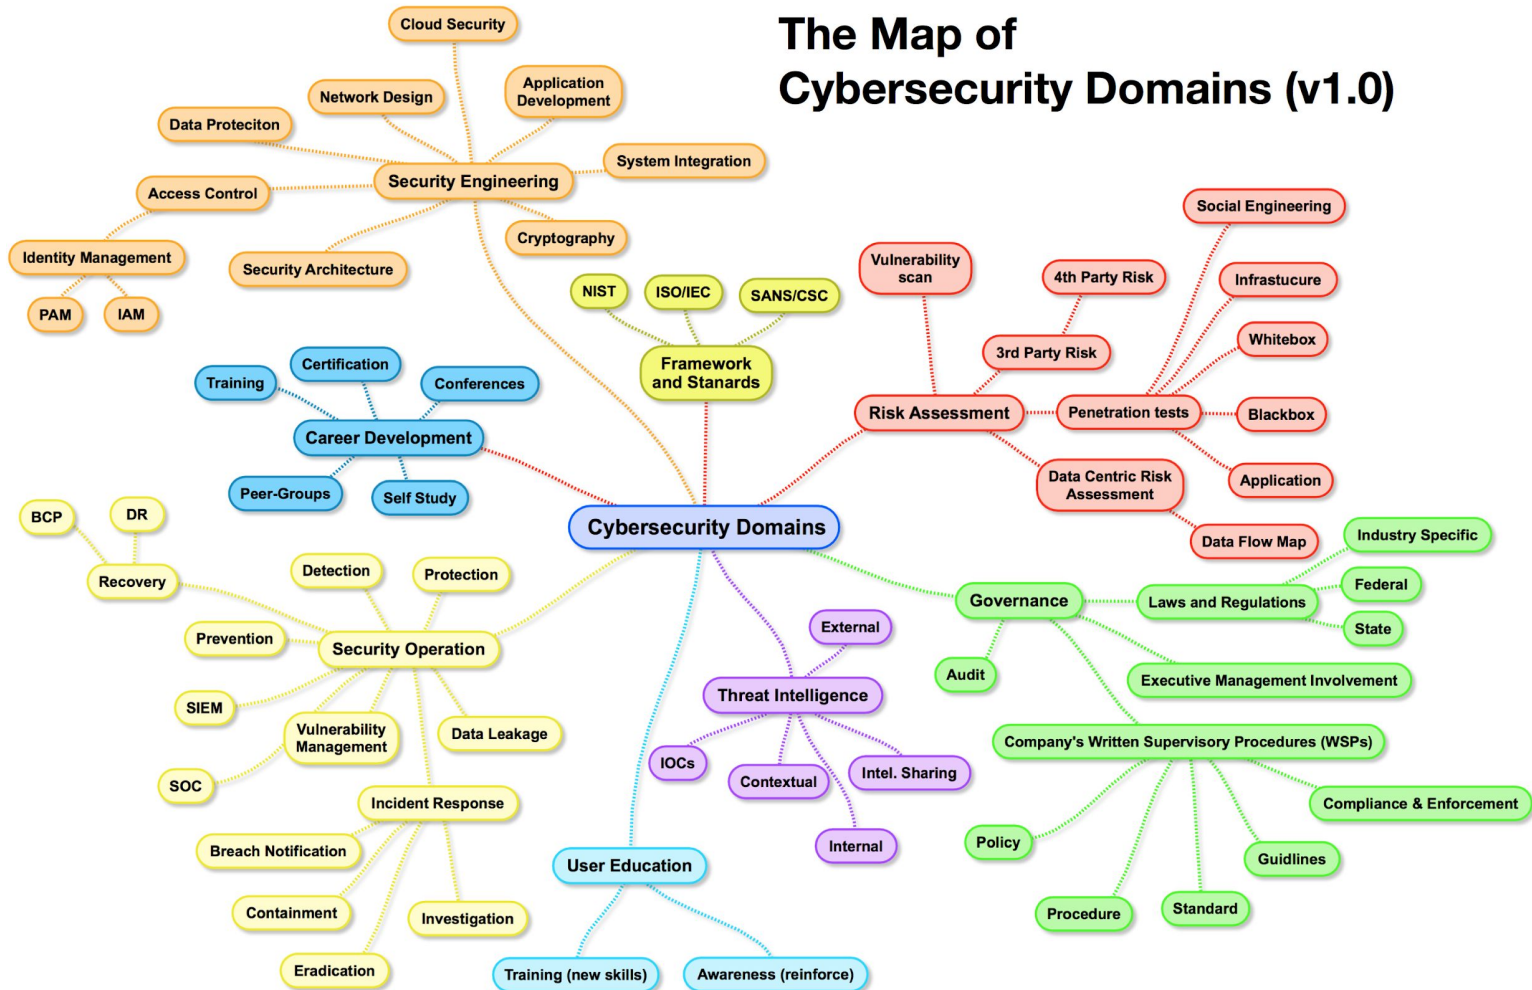 The Map of
Cybersecurity Domains (v1.0)
Cloud Security
Network Design
Application
Development
Data Proteciton
System Integration
Security Engineering
Access Control
Cryptography
Identity Management
Security Architecture
PAM
IAM
NIST
ISO/IEC
SANS/CSC
Framework
and Stanards
Social Engineering
Vulnerability
scan
4th Party Risk
Infrastucure
3rd Party Risk
Whitebox
Risk Assessment
Penetration tests
Blackbox
Data Centric Risk
Assessment
Application
Data Flow Map
Training
Certification
Conferences
Career Development
Peer-Groups
Self Study
Cybersecurity Domains
BCP
DR
Recovery
Detection
Protection
Prevention
Security Operation
SIEM
Vulnerability
Management
Data Leakage
SOC
Incident Response
Breach Notification
Containment
Investigation
Eradication
External
Threat Intelligence
IOCs
Contextual
Intel. Sharing
Internal
User Education
Training (new skills)
Awareness (reinforce)
Industry Specific
Governance
Laws and Regulations
Federal
State
Audit
Executive Management Involvement
Company's Written Supervisory Procedures (WSPs)
Compliance & Enforcement
Policy
Guidlines
Procedure
Standard